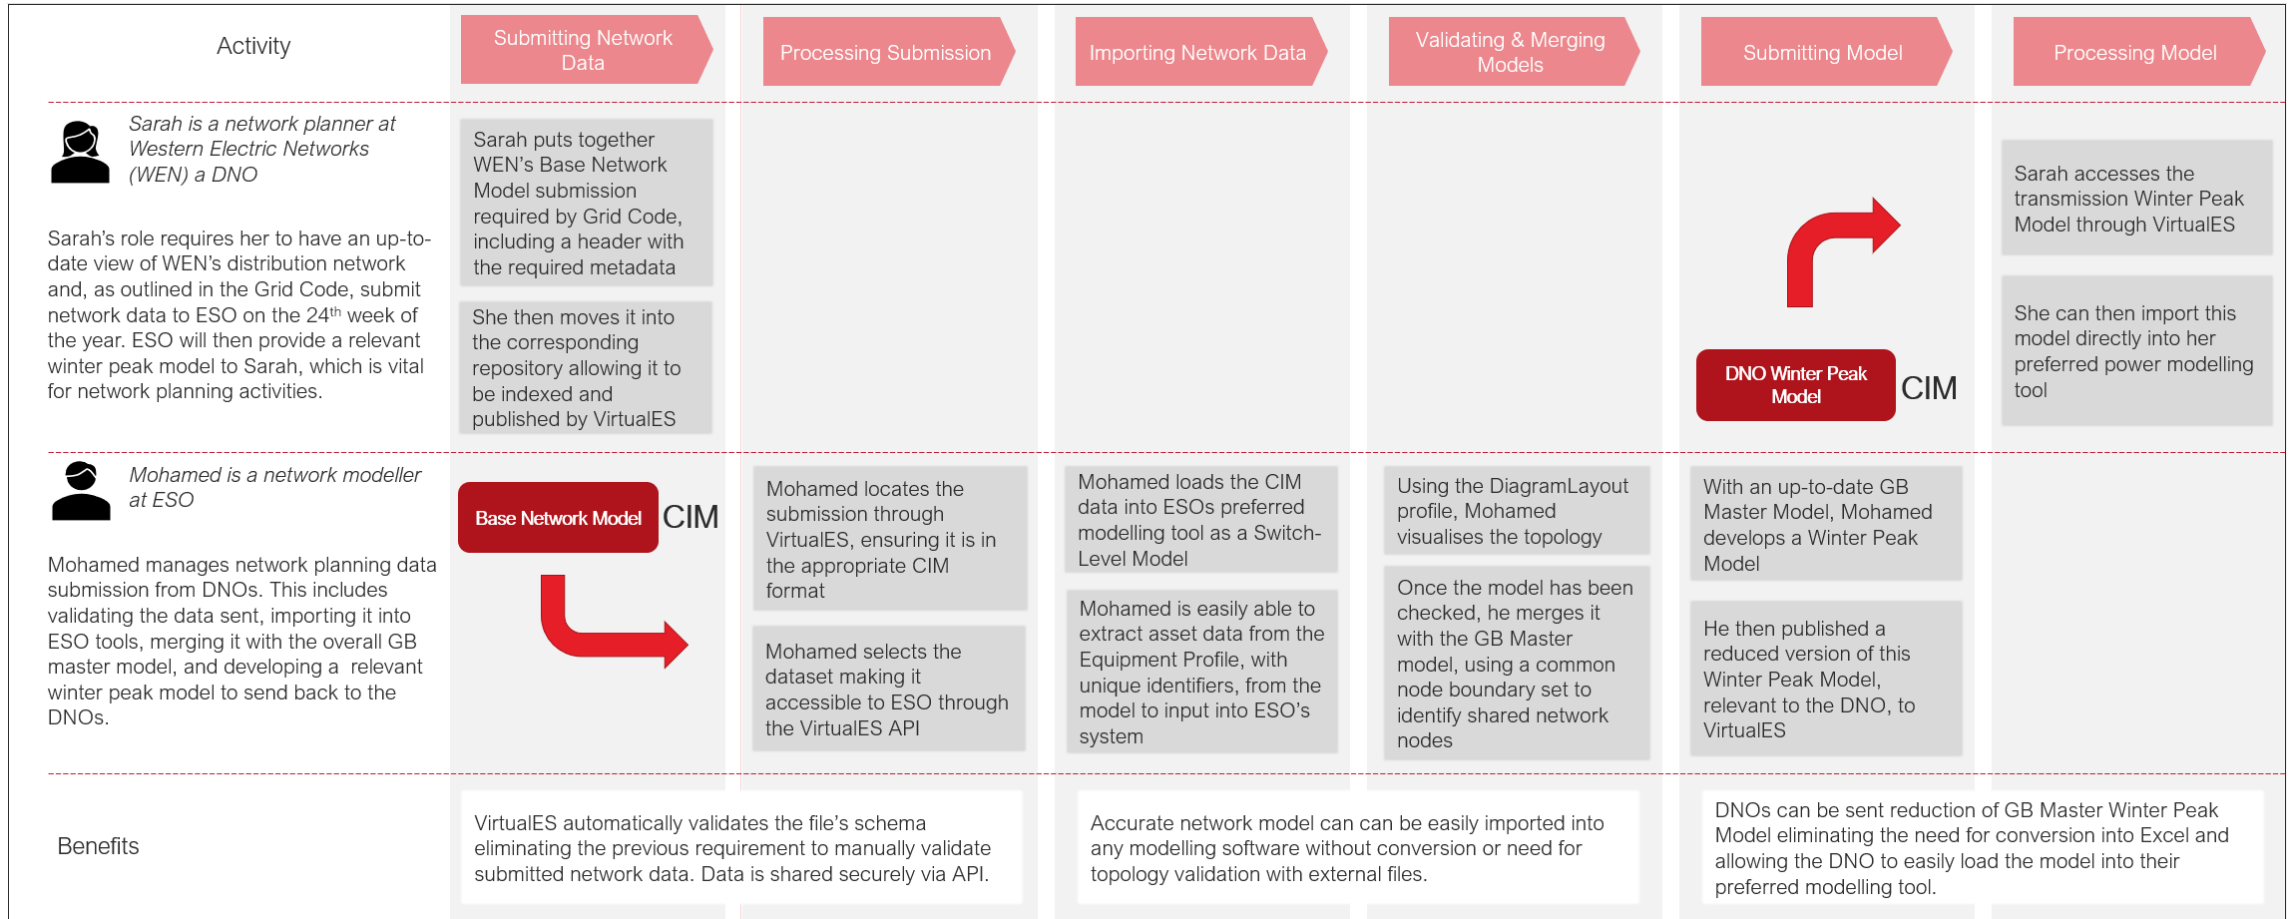 Activity
Submitting Network
Data
Processing Submission
Importing Network Data
Validating & Merging
Models
Submitting Model
Processing Model
Sarah is a network planner at
Western Electric Networks
(WEN) a DNO
Sarah's role requires her to have an up-to-
date view of WEN's distribution network
and, as outlined in the Grid Code, submit
network data to ESO on the 24th week of
the year. ESO will then provide a relevant
winter peak model to Sarah, which is vital
for network planning activities.
Sarah puts together
WEN's Base Network
Model submission
required by Grid Code,
including a header with
the required metadata
She then moves it into
the corresponding
repository allowing it to
be indexed and
published by VirtualES
DNO Winter Peak
Model
CIM
Sarah accesses the
transmission Winter Peak
Model through VirtualES
She can then import this
model directly into her
preferred power modelling
tool
Mohamed is a network modeller
at ESO
Mohamed manages network planning data
submission from DNOs. This includes
validating the data sent, importing it into
ESO tools, merging it with the overall GB
master model, and developing a  relevant
winter peak model to send back to the
DNOs.
Base Network Model
CIM
Mohamed locates the
submission through
VirtualES, ensuring it is in
the appropriate CIM
format
Mohamed selects the
dataset making it
accessible to ESO through
the VirtualES API
Mohamed loads the CIM
data into ESOs preferred
modelling tool as a Switch-
Level Model
Mohamed is easily able to
extract asset data from the
Equipment Profile, with
unique identifiers, from the
model to input into ESO's
system
Using the DiagramLayout
profile, Mohamed
visualises the topology
Once the model has been
checked, he merges it
with the GB Master
model, using a common
node boundary set to
identify shared network
nodes
With an up-to-date GB
Master Model, Mohamed
develops a Winter Peak
Model
He then published a
reduced version of this
Winter Peak Model,
relevant to the DNO, to
VirtualES
Benefits
VirtualES automatically validates the file's schema
eliminating the previous requirement to manually validate
submitted network data. Data is shared securely via API.
Accurate network model can can be easily imported into
any modelling software without conversion or need for
topology validation with external files.
DNOs can be sent reduction of GB Master Winter Peak
Model eliminating the need for conversion into Excel and
allowing the DNO to easily load the model into their
preferred modelling tool.